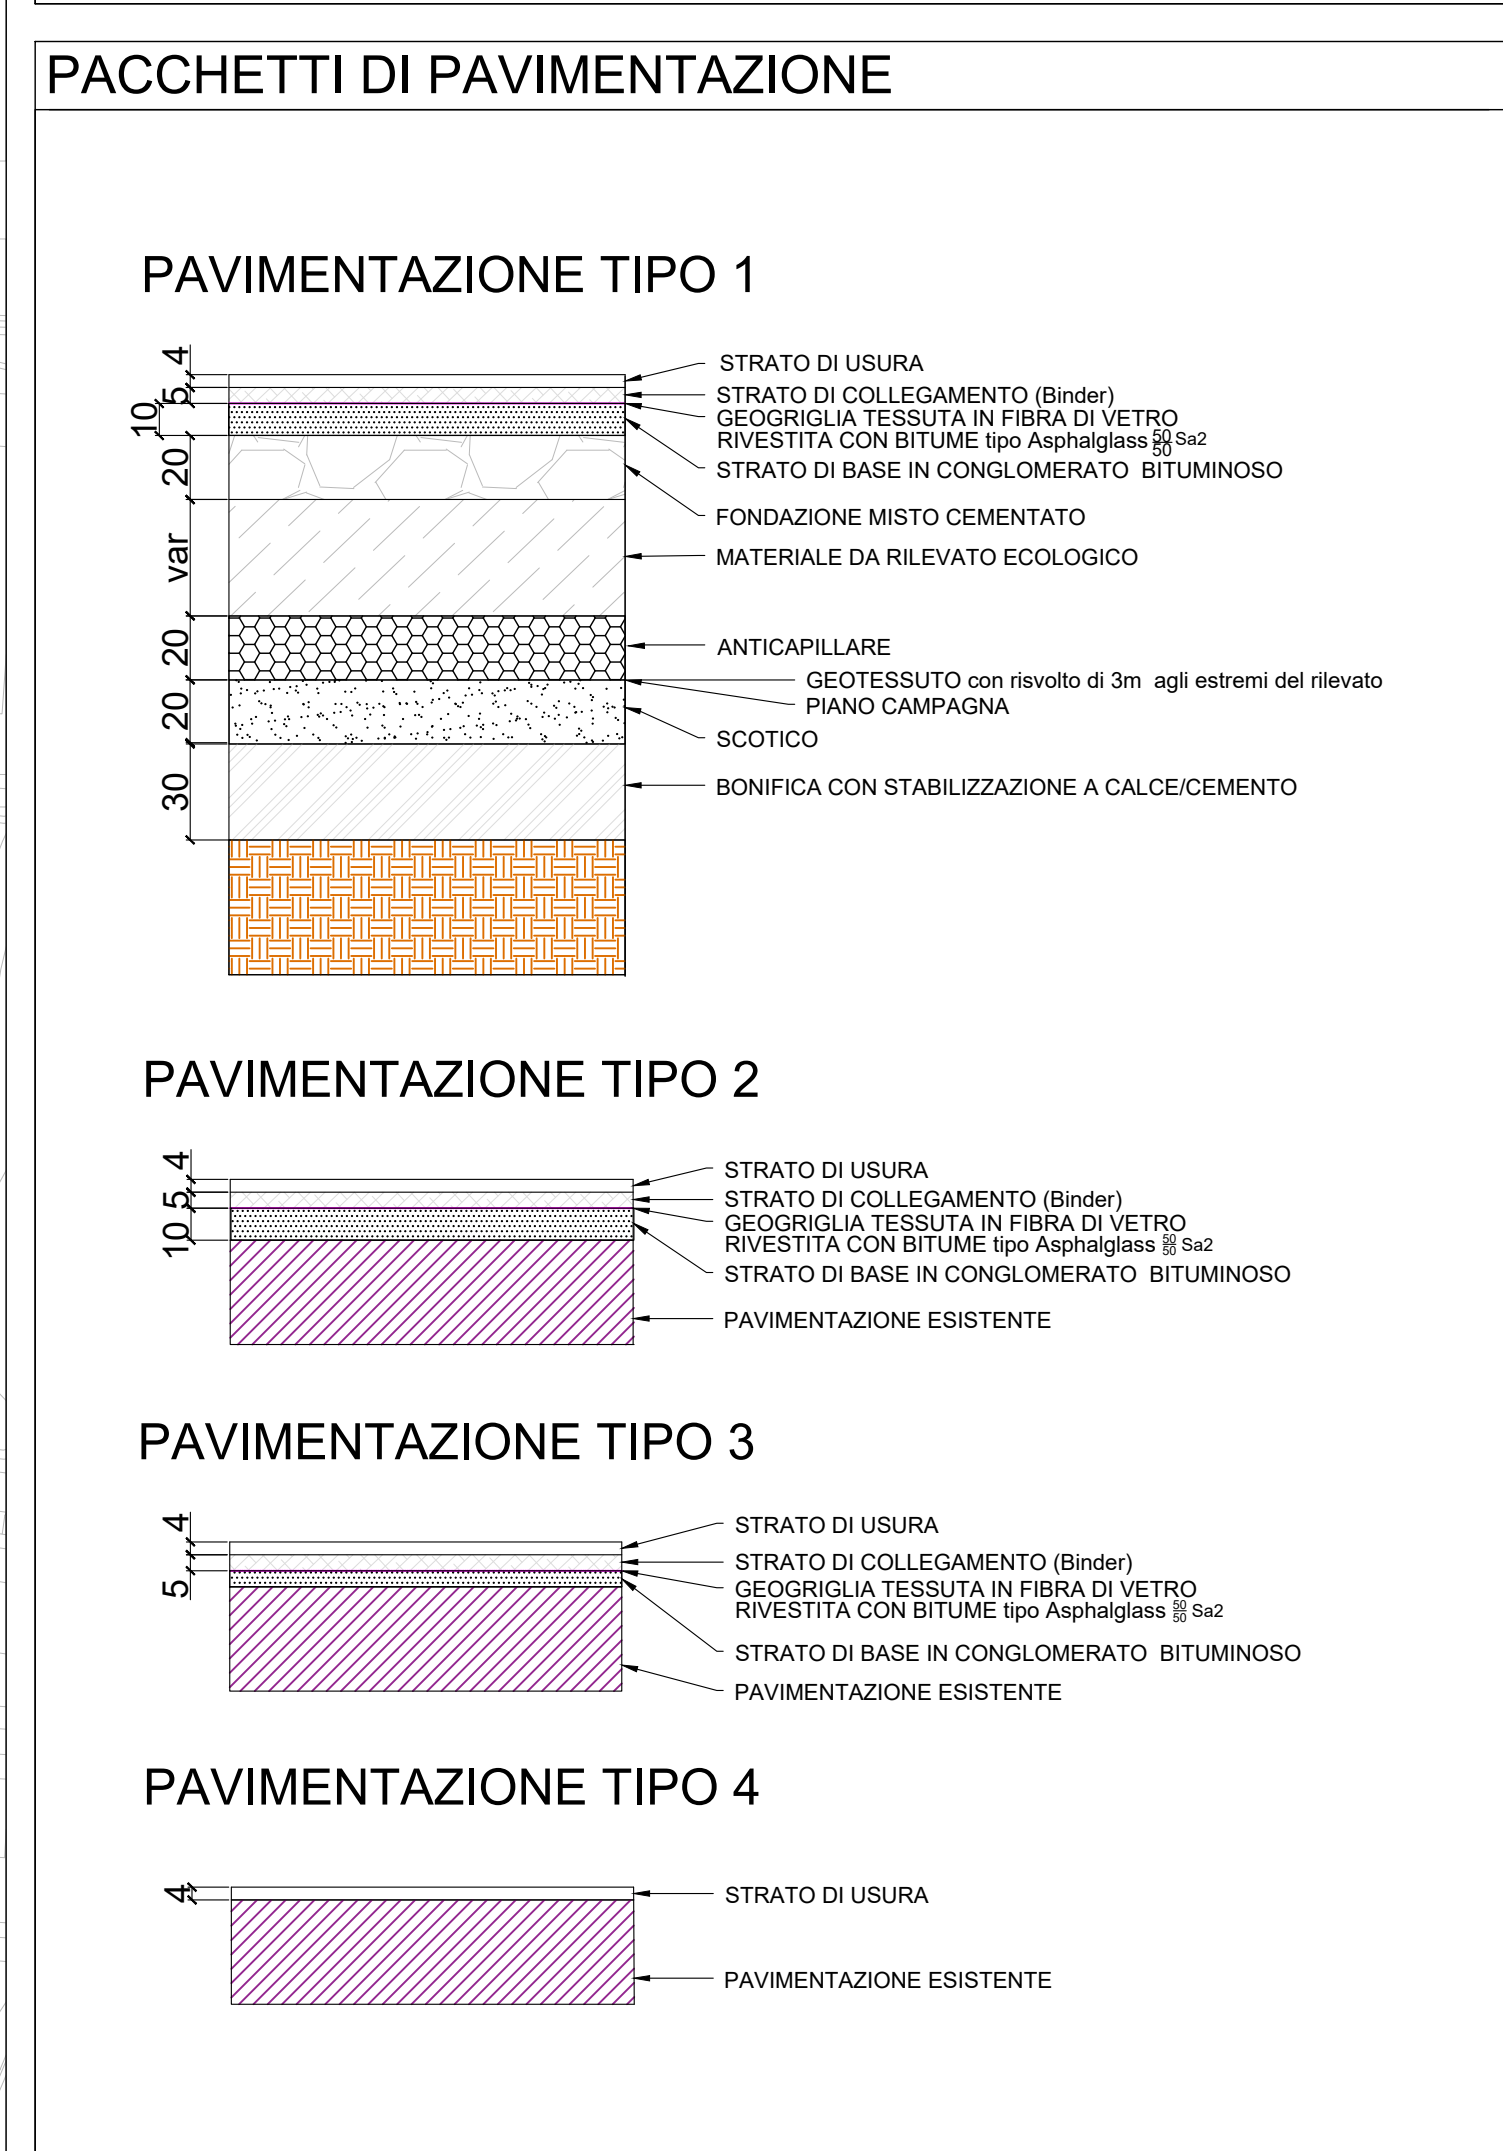 PACCHETTI DI PAVIMENTAZIONE
PAVIMENTAZIONE TIPO 1
4
5
10
20
var
20
20
30
STRATO DI USURA
STRATO DI COLLEGAMENTO (Binder)
GEOGRIGLIA TESSUTA IN FIBRA DI VETRO
RIVESTITA CON BITUME tipo Asphalglass 50/50 Sa2
STRATO DI BASE IN CONGLOMERATO BITUMINOSO
FONDAZIONE MISTO CEMENTATO
MATERIALE DA RILEVATO ECOLOGICO
ANTICAPILLARE
GEOTESSUTO con risvolto di 3m agli estremi del rilevato
PIANO CAMPAGNA
SCOTICO
BONIFICA CON STABILIZZAZIONE A CALCE/CEMENTO
PAVIMENTAZIONE TIPO 2
4
5
10
STRATO DI USURA
STRATO DI COLLEGAMENTO (Binder)
GEOGRIGLIA TESSUTA IN FIBRA DI VETRO
RIVESTITA CON BITUME tipo Asphalglass 50/50 Sa2
STRATO DI BASE IN CONGLOMERATO BITUMINOSO
PAVIMENTAZIONE ESISTENTE
PAVIMENTAZIONE TIPO 3
4
5
STRATO DI USURA
STRATO DI COLLEGAMENTO (Binder)
GEOGRIGLIA TESSUTA IN FIBRA DI VETRO
RIVESTITA CON BITUME tipo Asphalglass 50/50 Sa2
STRATO DI BASE IN CONGLOMERATO BITUMINOSO
PAVIMENTAZIONE ESISTENTE
PAVIMENTAZIONE TIPO 4
4
STRATO DI USURA
PAVIMENTAZIONE ESISTENTE